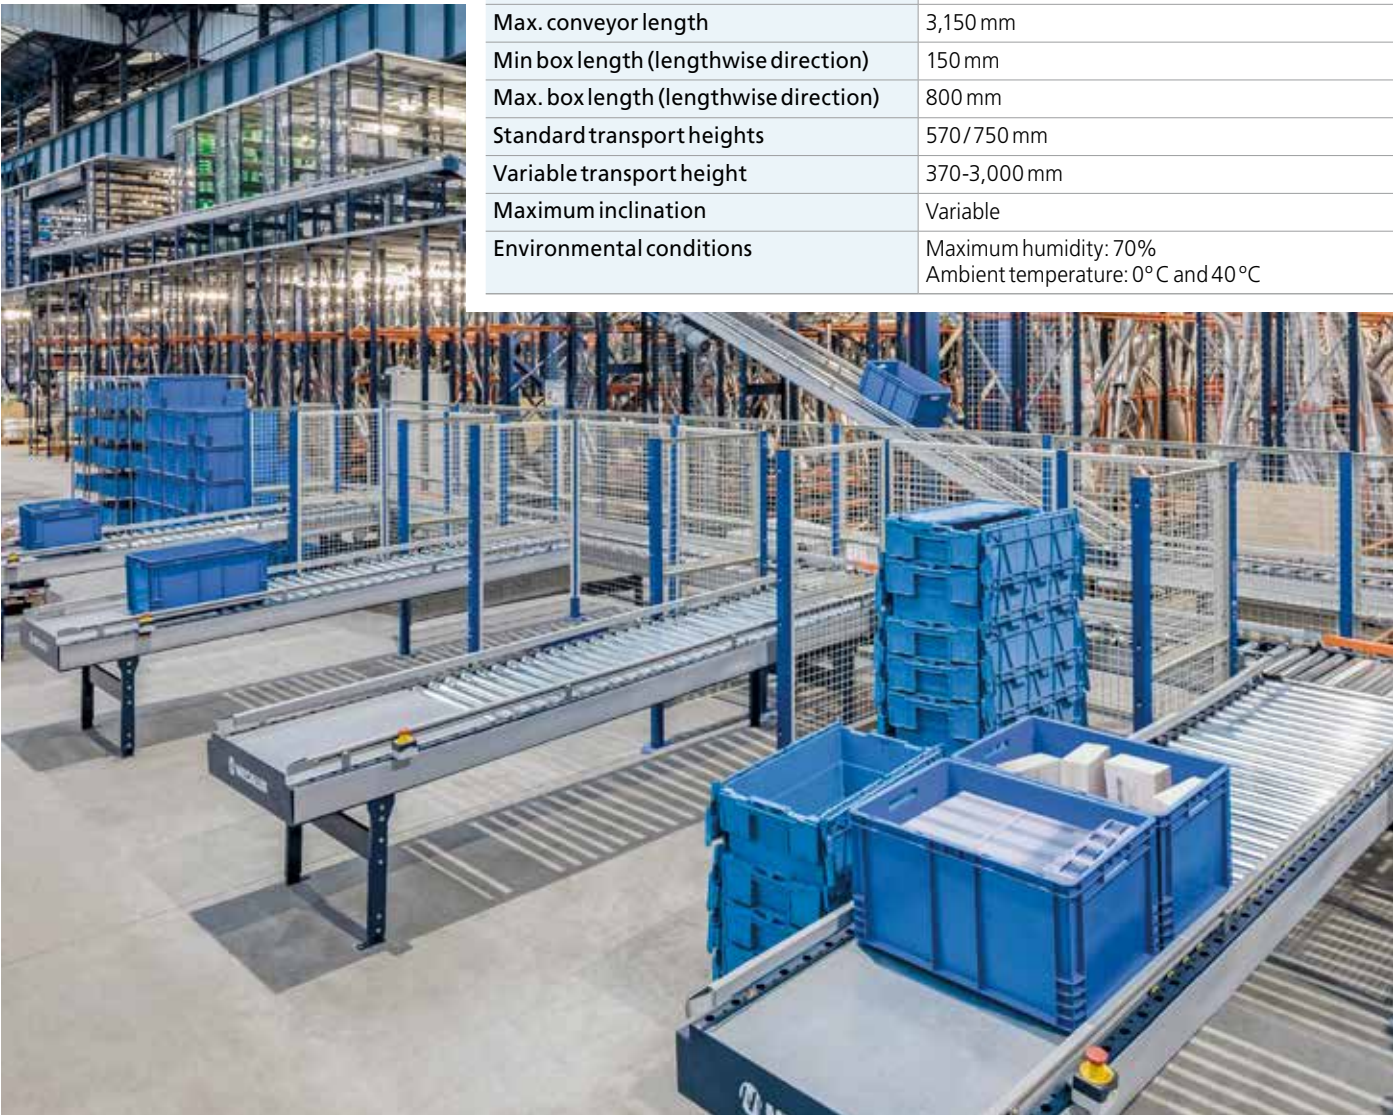 Max. conveyor length 3,150 mm
Min box length (lengthwise direction) 150 mm
Max. box length (lengthwise direction) 800 mm
Standard transport heights 570/750 mm
Variable transport height 370-3,000 mm
Maximum inclination Variable
Environmental conditions Maximum humidity: 70%
Ambient temperature: 0°C and 40°C